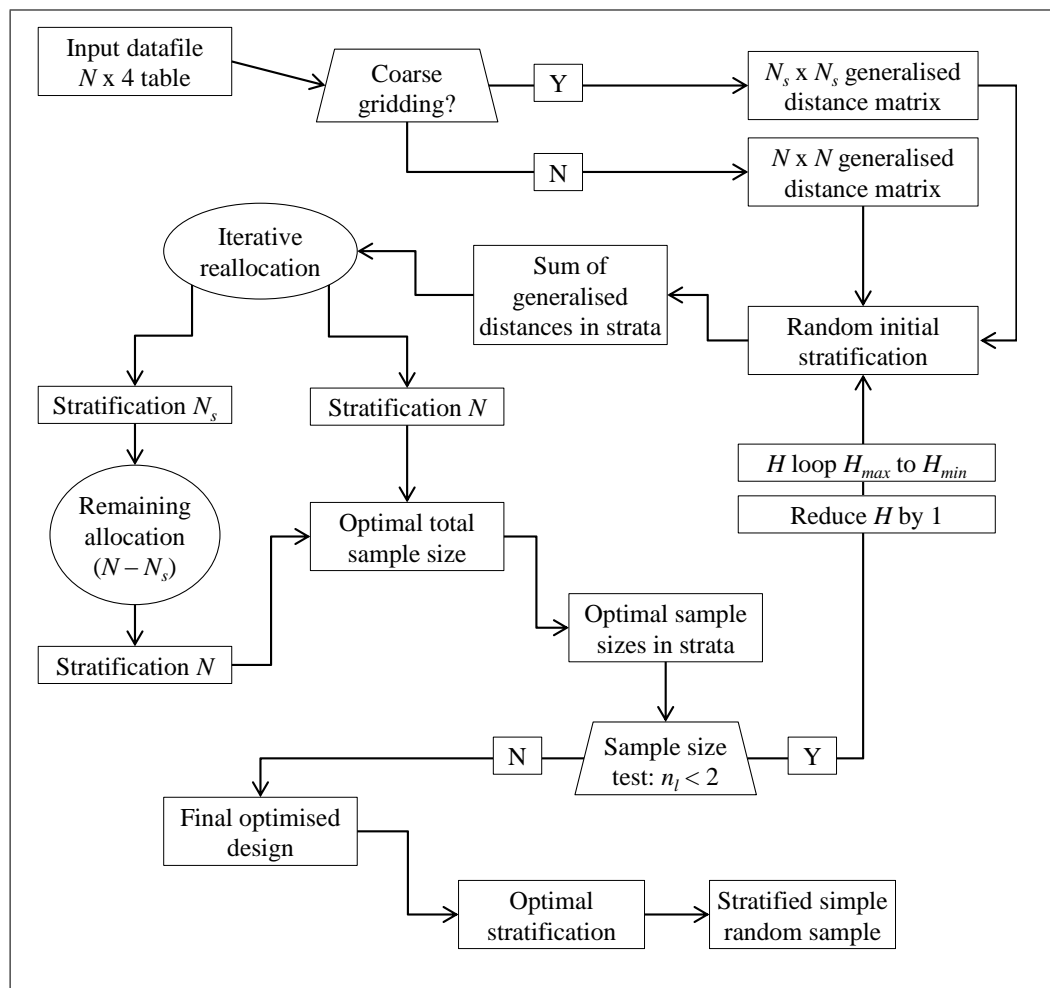 Input datafile
N x 4 table
Coarse
gridding?
Y
N_s x N_s generalised
distance matrix
N
N x N generalised
distance matrix
Iterative
reallocation
Sum of
generalised
distances in strata
Random initial
stratification
Stratification N_s
Stratification N
H loop H_max to H_min
Reduce H by 1
Remaining
allocation
(N – N_s)
Optimal total
sample size
Stratification N
Optimal sample
sizes in strata
N
Sample size
test: n_l < 2
Y
Final optimised
design
Optimal
stratification
Stratified simple
random sample